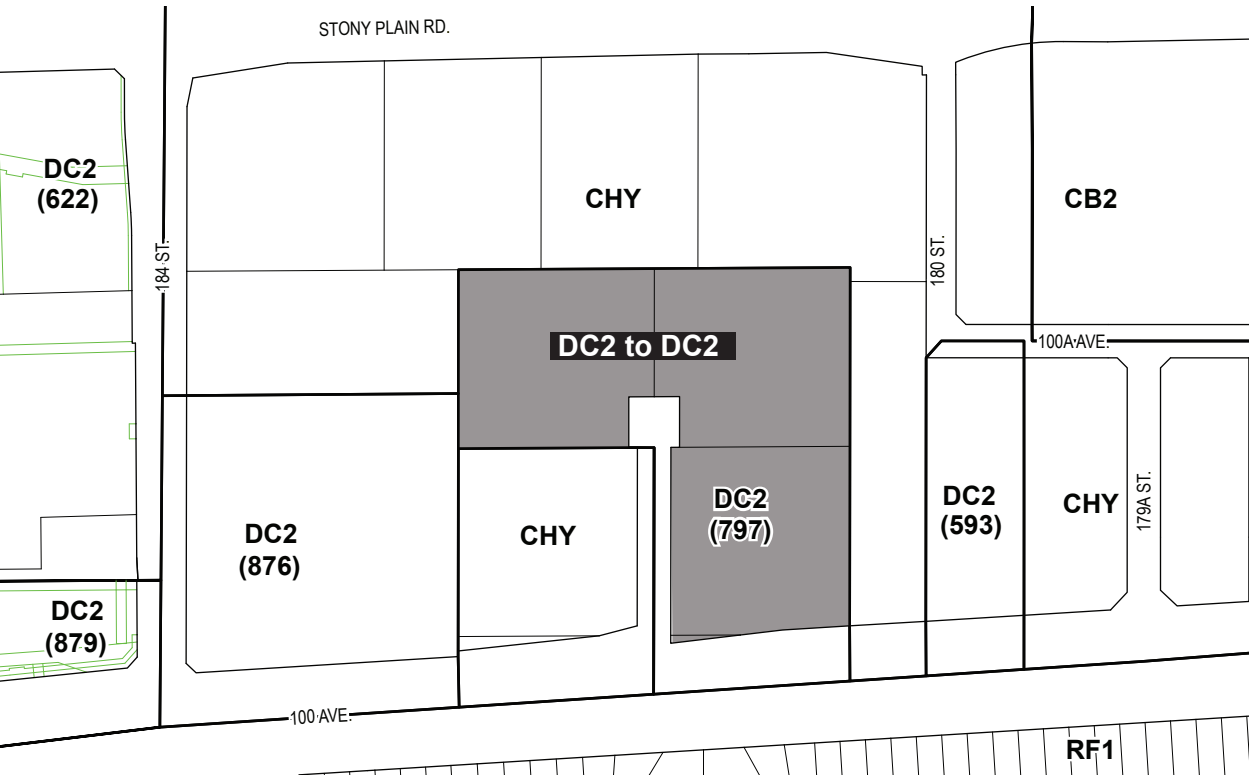 STONY PLAIN RD.
DC2
(622)
CHY
CB2
184 ST.
180 ST.
DC2 to DC2
100A AVE.
DC2
(797)
DC2
(593)
CHY
179A ST.
DC2
(876)
CHY
DC2
(879)
100 AVE.
RF1